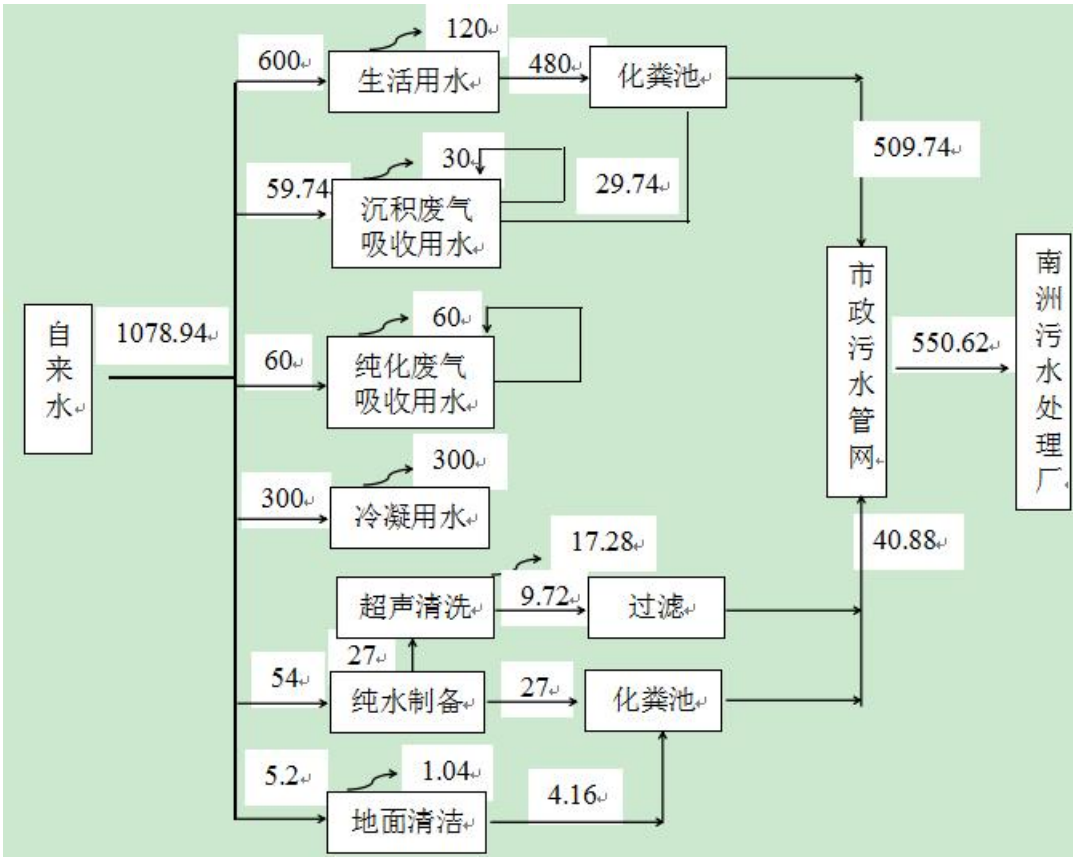 120
600
生活用水
480
化粪池
509.74
30
59.74
沉积废气
吸收用水
29.74
自来水
1078.94
60
60
纯化废气
吸收用水
市政污水管网
550.62
南洲污水处理厂
300
300
冷凝用水
17.28
40.88
超声清洗
9.72
过滤
27
54
纯水制备
27
化粪池
5.2
1.04
地面清洁
4.16